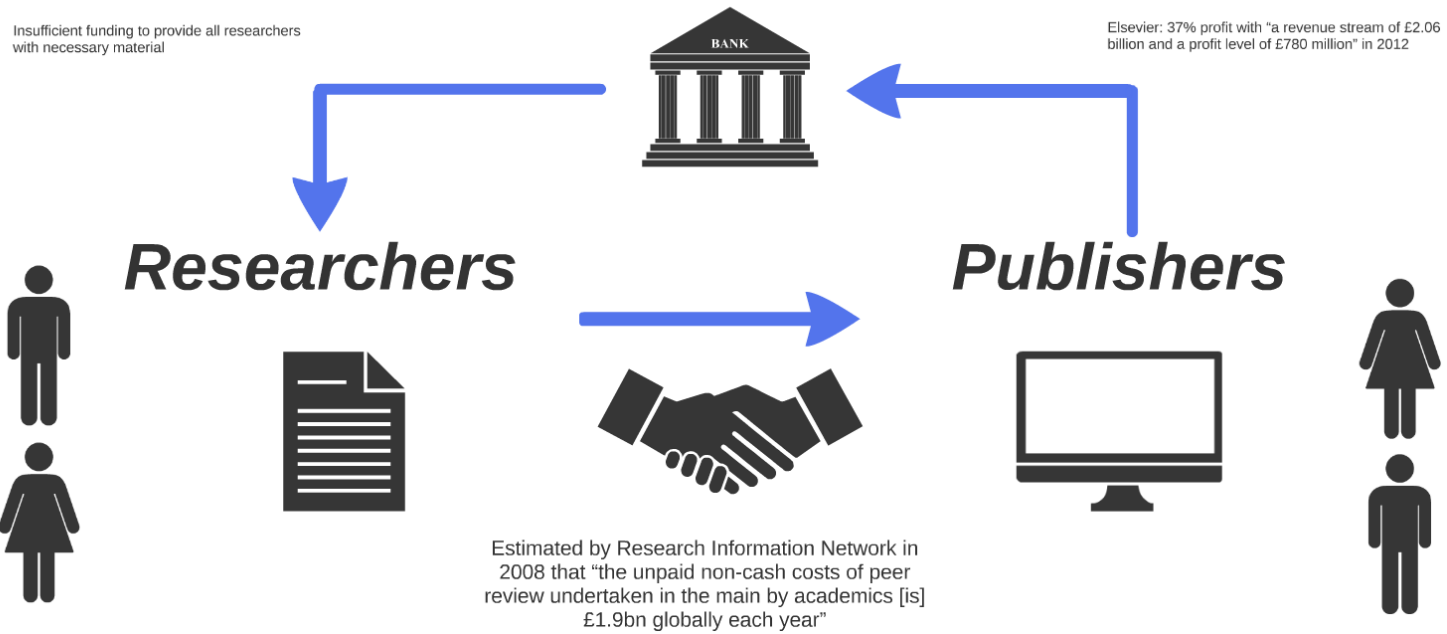 Insufficient funding to provide all researchers
with necessary material
BANK
Elsevier: 37% profit with “a revenue stream of £2.06
billion and a profit level of £780 million” in 2012
Researchers
Publishers
Estimated by Research Information Network in
2008 that “the unpaid non-cash costs of peer
review undertaken in the main by academics [is]
£1.9bn globally each year”